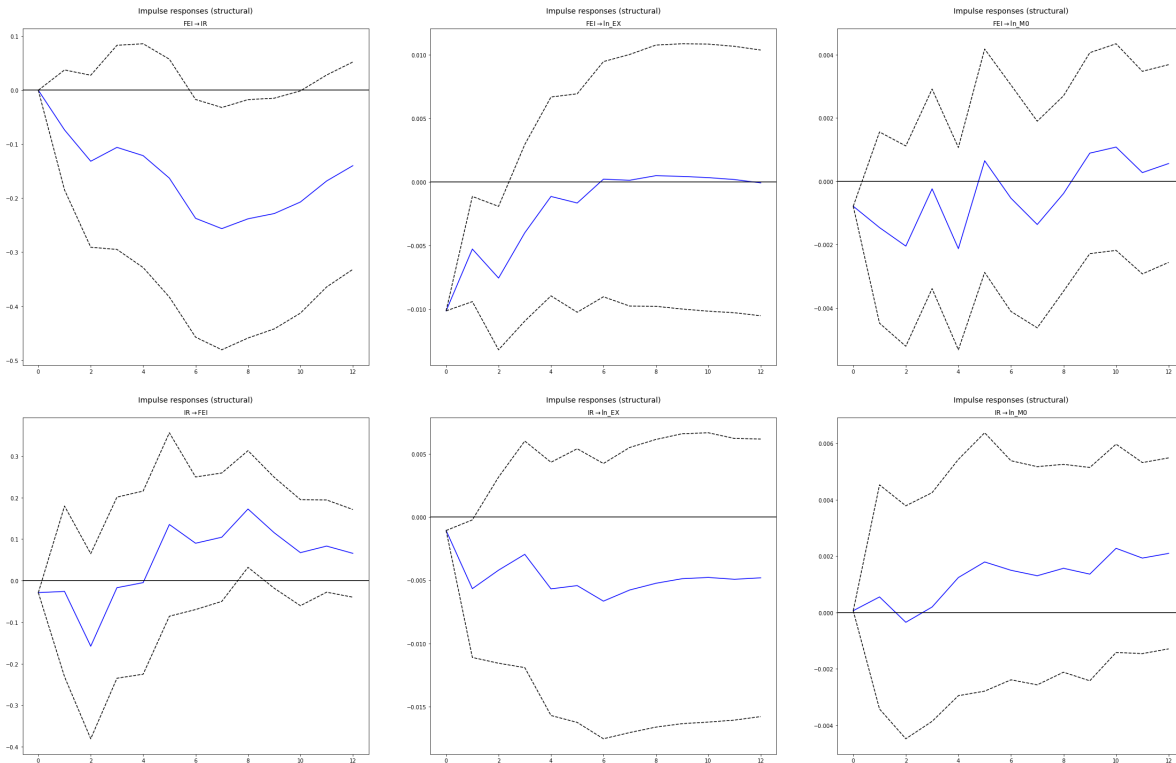 Impulse responses (structural)
FEI → IR
0.1
0.0
−0.1
−0.2
−0.3
−0.4
−0.5
0 2 4 6 8 10 12
Impulse responses (structural)
FEI → ln_EX
0.010
0.005
0.000
−0.005
−0.010
0 2 4 6 8 10 12
Impulse responses (structural)
FEI → ln_M0
0.004
0.002
0.000
−0.002
−0.004
0 2 4 6 8 10 12
Impulse responses (structural)
IR → FEI
0.3
0.2
0.1
0.0
−0.1
−0.2
−0.3
−0.4
0 2 4 6 8 10 12
Impulse responses (structural)
IR → ln_EX
0.005
0.000
−0.005
−0.010
−0.015
0 2 4 6 8 10 12
Impulse responses (structural)
IR → ln_M0
0.006
0.004
0.002
0.000
−0.002
−0.004
0 2 4 6 8 10 12